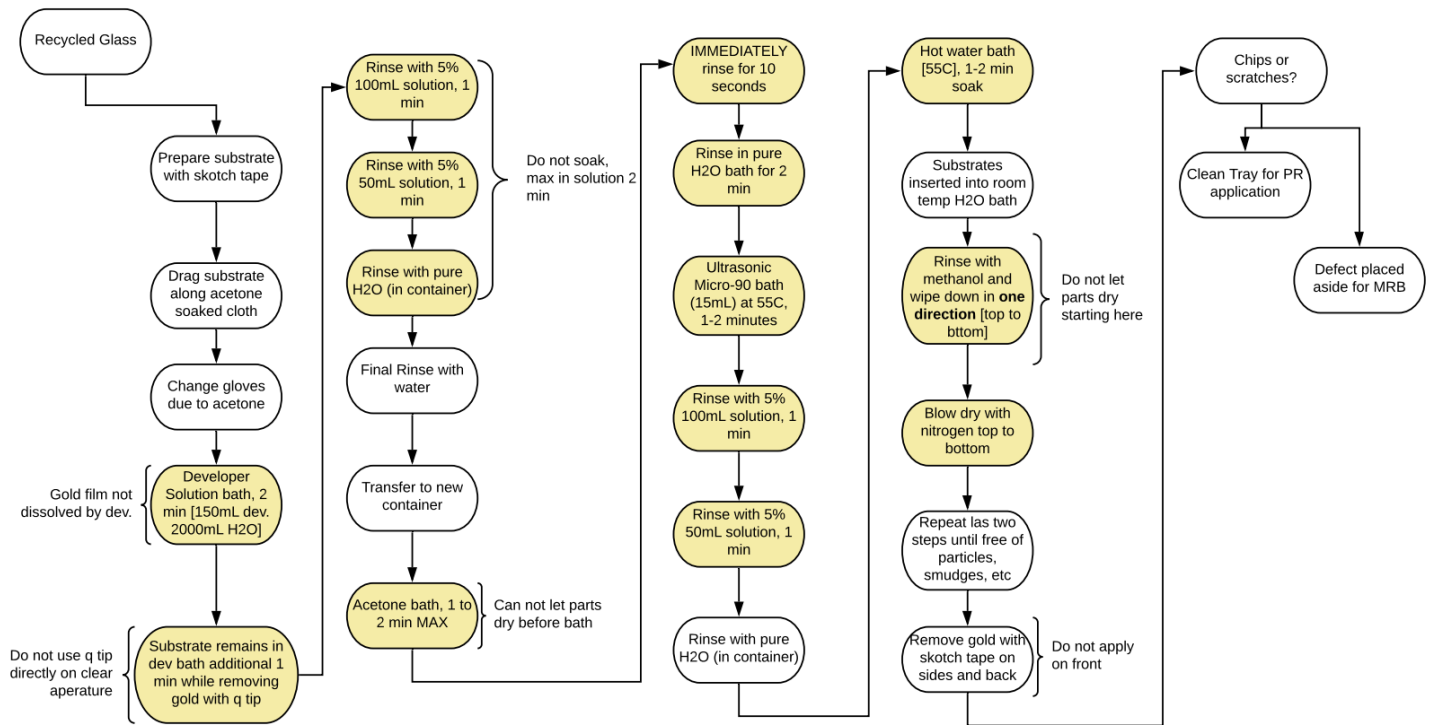 Recycled Glass
Prepare substrate
with skotch tape
Drag substrate
along acetone
soaked cloth
Change gloves
due to acetone
Gold film not
dissolved by dev.
Developer
Solution bath, 2
min [150mL dev.
2000mL H2O]
Do not use q tip
directly on clear
aperature
Substrate remains in
dev bath additional 1
min while removing
gold with q tip
Rinse with 5%
100mL solution, 1
min
Rinse with 5%
50mL solution, 1
min
Rinse with pure
H2O (in container)
Do not soak,
max in solution 2
min
Final Rinse with
water
Transfer to new
container
Acetone bath, 1 to
2 min MAX
Can not let parts
dry before bath
IMMEDIATELY
rinse for 10
seconds
Rinse in pure
H2O bath for 2
min
Ultrasonic
Micro-90 bath
(15mL) at 55C,
1-2 minutes
Rinse with 5%
100mL solution, 1
min
Rinse with 5%
50mL solution, 1
min
Rinse with pure
H2O (in container)
Hot water bath
[55C], 1-2 min
soak
Substrates
inserted into room
temp H2O bath
Rinse with
methanol and
wipe down in one
direction [top to
bttom]
Do not let
parts dry
starting here
Blow dry with
nitrogen top to
bottom
Repeat las two
steps until free of
particles,
smudges, etc
Remove gold with
skotch tape on
sides and back
Do not apply
on front
Chips or
scratches?
Clean Tray for PR
application
Defect placed
aside for MRB